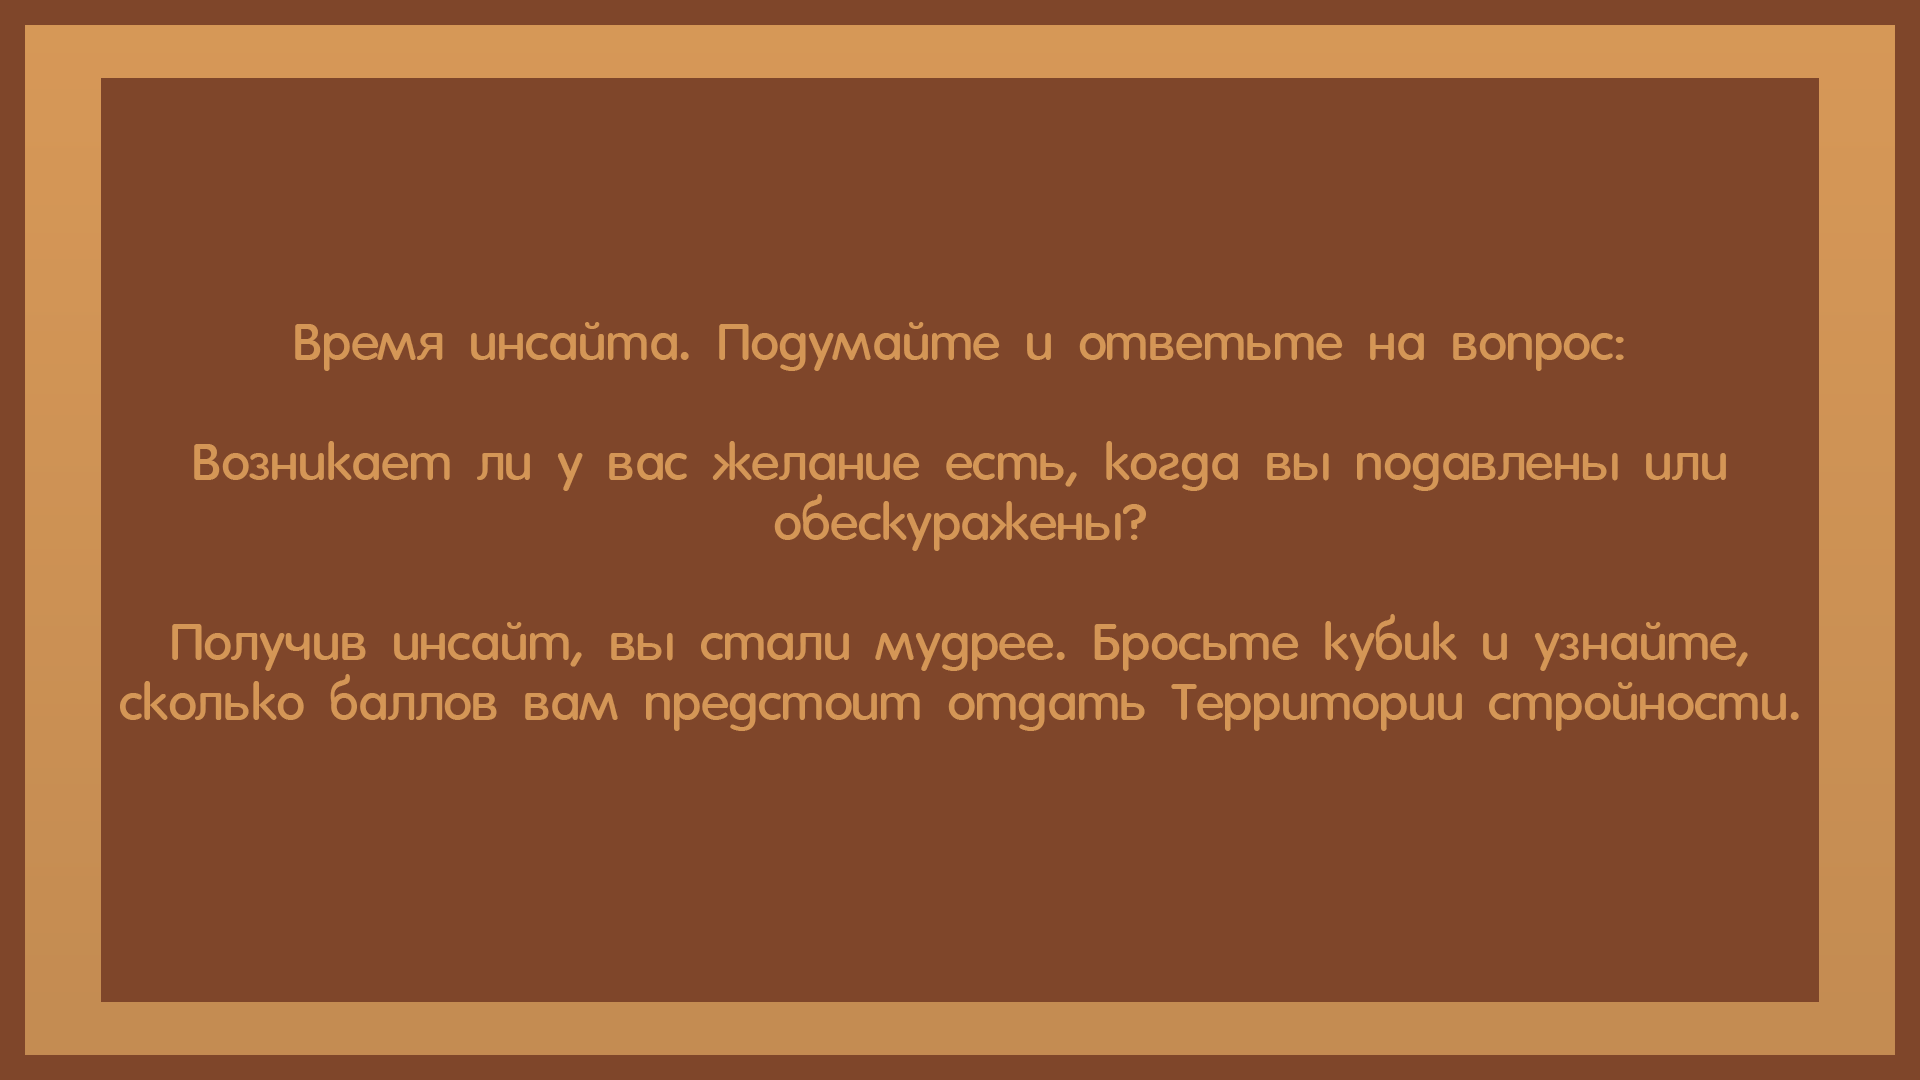 Время инсайта. Подумайте и ответьте на вопрос:
Возникает ли у вас желание есть, когда вы подавлены или
обескуражены?
Получив инсайт, вы стали мудрее. Бросьте кубик и узнайте,
сколько баллов вам предстоит отдать Территории стройности.